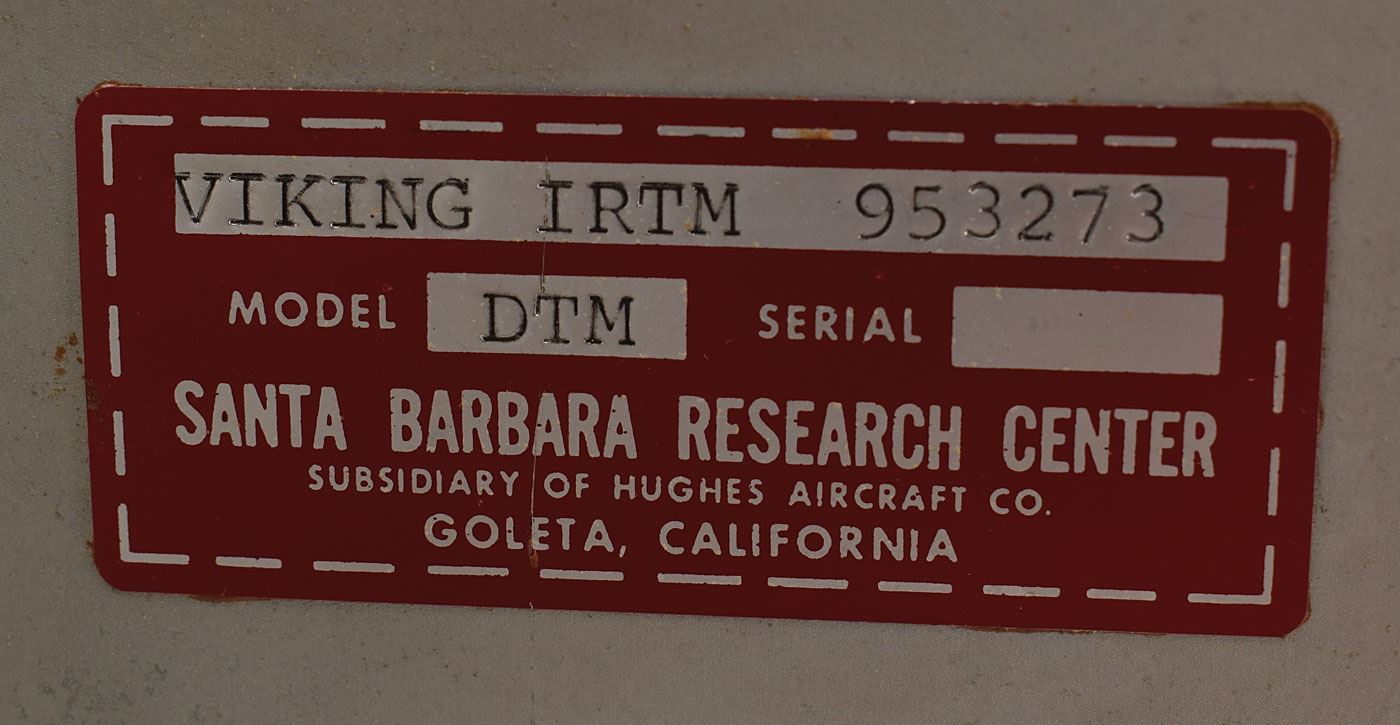 VIKING IRTM 953273
MODEL DTM SERIAL
SANTA BARBARA RESEARCH CENTER
SUBSIDIARY OF HUGHES AIRCRAFT CO.
GOLETA, CALIFORNIA